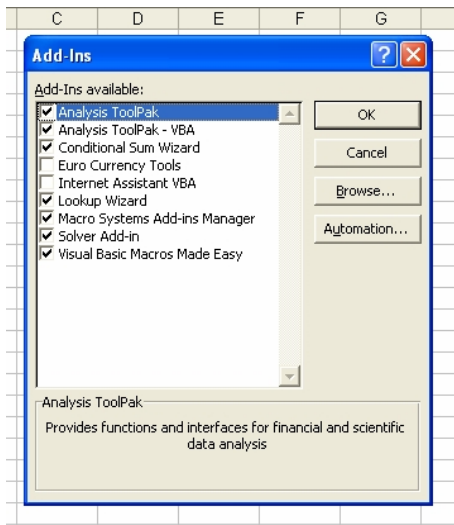 C D E F G
Add-Ins
Add-Ins available:
Analysis ToolPak
Analysis ToolPak - VBA
Conditional Sum Wizard
Euro Currency Tools
Internet Assistant VBA
Lookup Wizard
Macro Systems Add-ins Manager
Solver Add-in
Visual Basic Macros Made Easy
OK
Cancel
Browse...
Automation...
Analysis ToolPak
Provides functions and interfaces for financial and scientific
data analysis